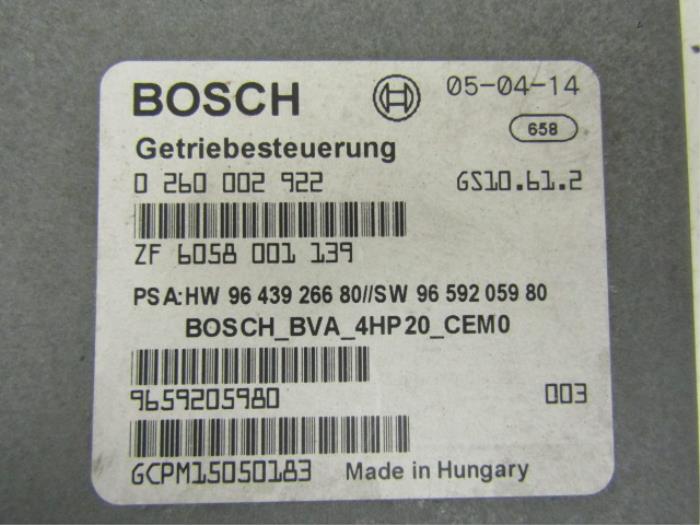 BOSCH 05-04-14
658
Getriebesteuerung
0 260 002 922 GS10.61.2
ZF 6058 001 139
PSA:HW 96 439 266 80//SW 96 592 059 80
BOSCH_BVA_4HP20_CEM0
9659205980 003
GCPM15050183 Made in Hungary